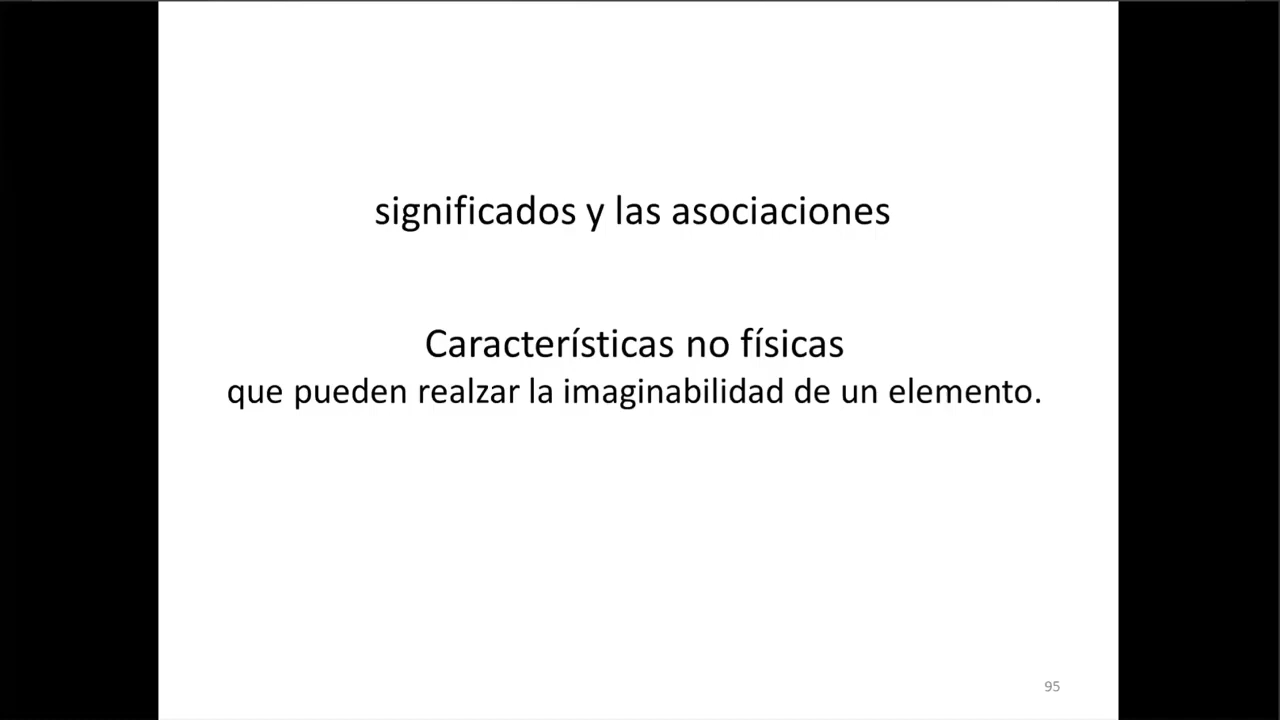 significados y las asociaciones
Características no físicas
que pueden realzar la imaginabilidad de un elemento.
95